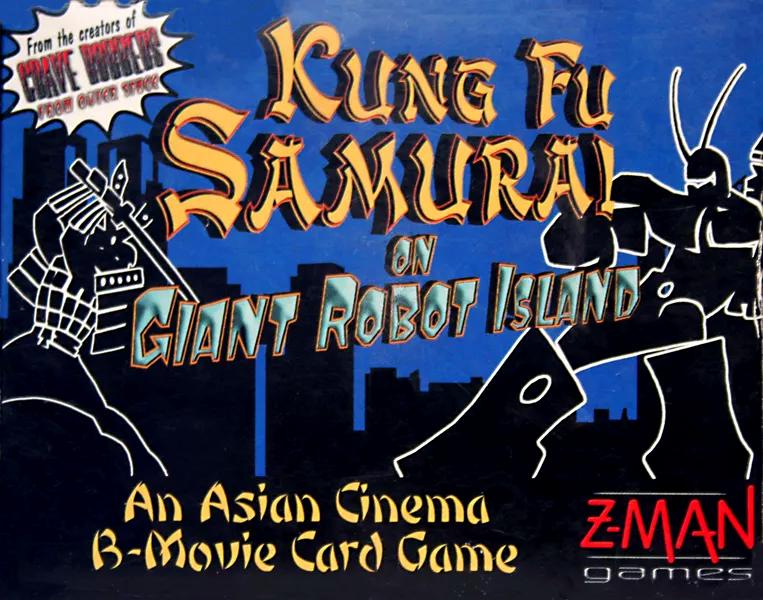 From the creators of
GRAVE ROBBERS
FROM OUTER SPACE
KUNG FU
SAMURAI
ON
GIANT ROBOT ISLAND
An Asian Cinema
B-Movie Card Game
Z-MAN
games